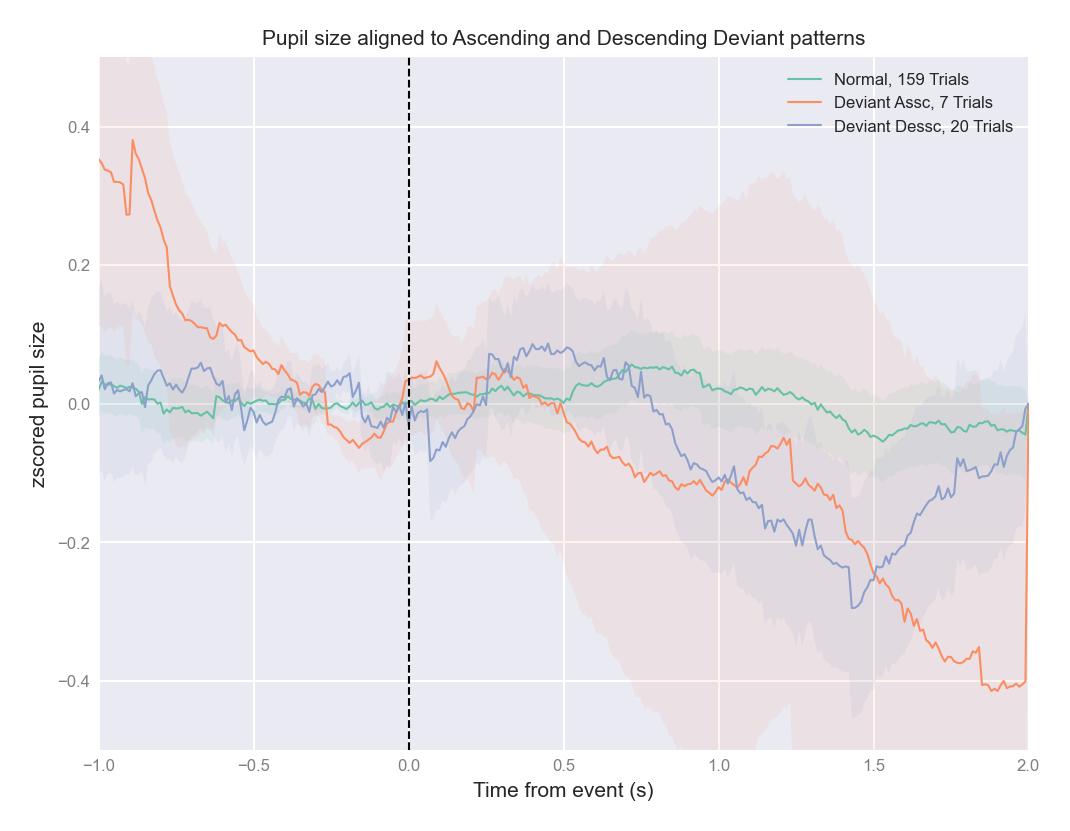 Pupil size aligned to Ascending and Descending Deviant patterns
Normal, 159 Trials
Deviant Assc, 7 Trials
Deviant Dessc, 20 Trials
zscored pupil size
0.4
0.2
0.0
−0.2
−0.4
−1.0 −0.5 0.0 0.5 1.0 1.5 2.0
Time from event (s)